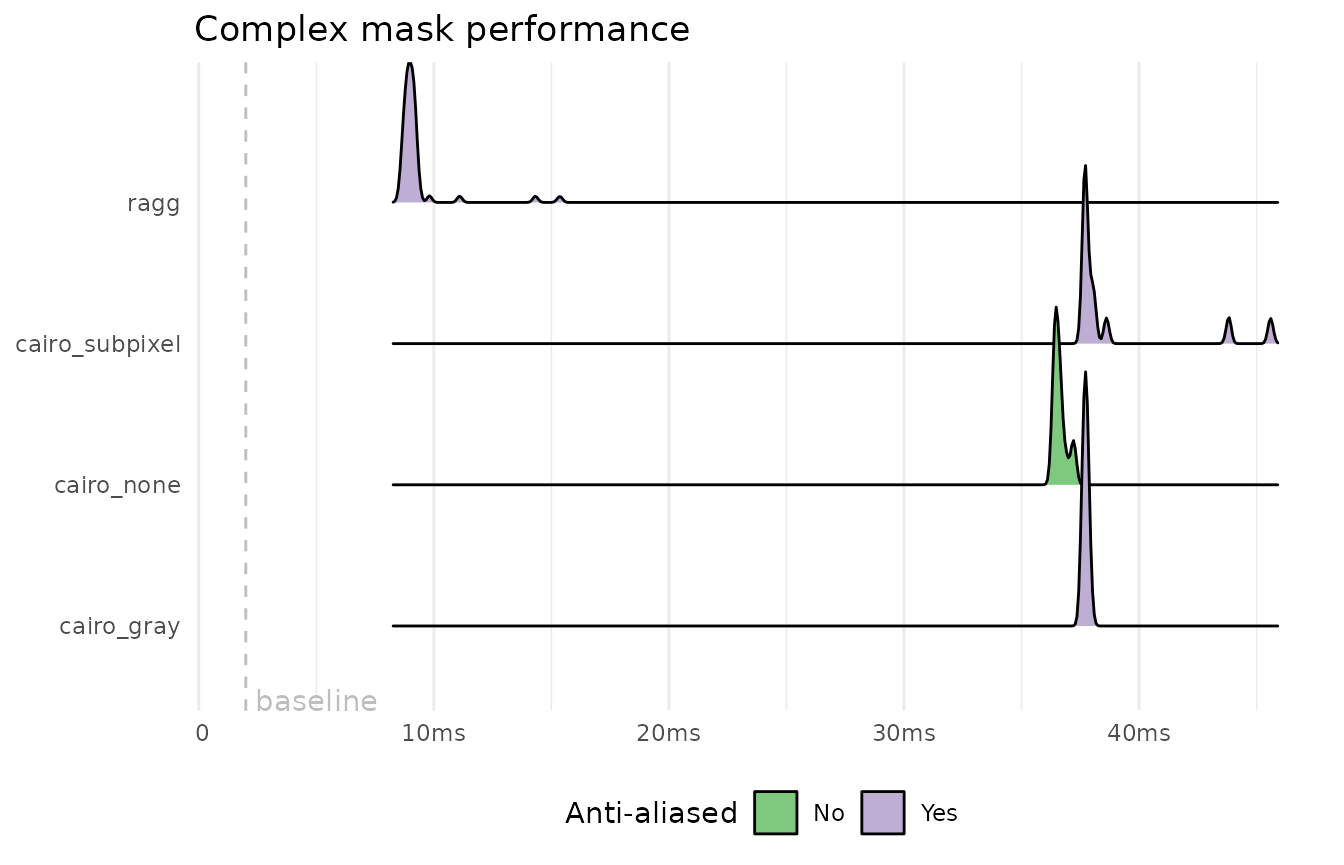 Complex mask performance
ragg
cairo_subpixel
cairo_none
cairo_gray
baseline
0 10ms 20ms 30ms 40ms
Anti-aliased No Yes